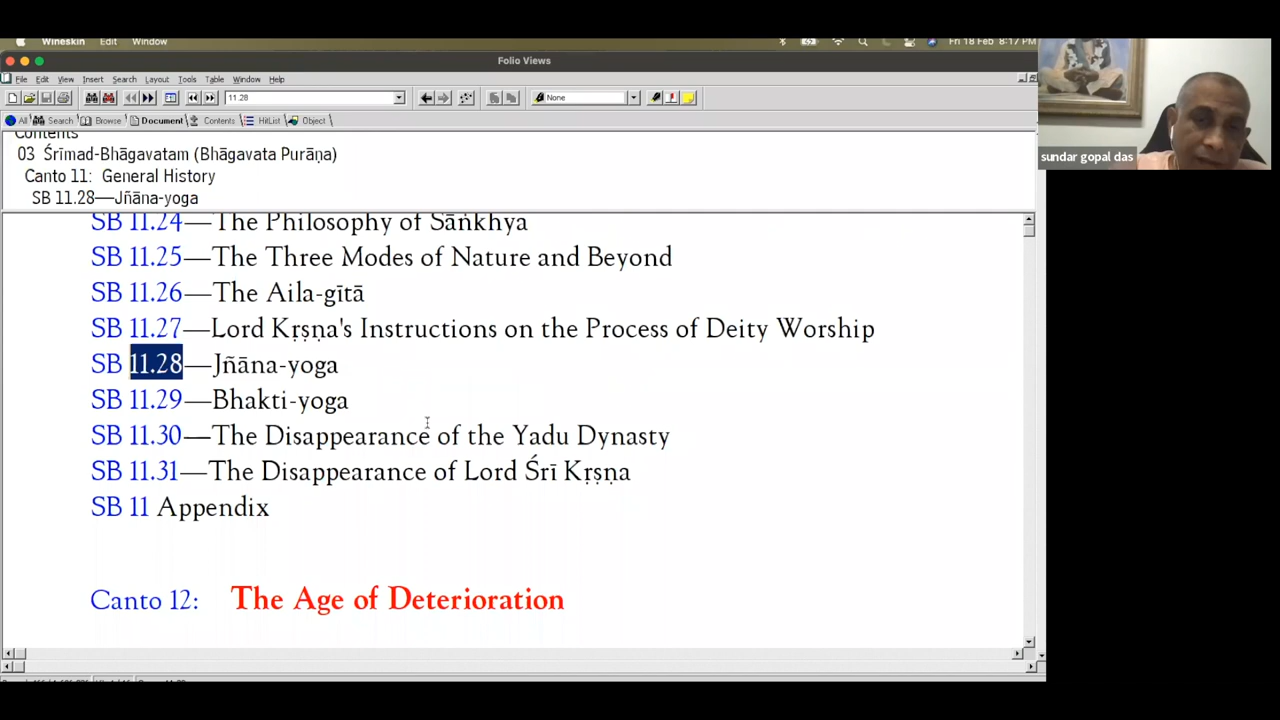 Wineskin Edit Window Fri 18 Feb 8:17 PM
Folio Views
File Edit View Insert Search Layout Tools Table Window Help
11.28 None
All Search Browse Document Contents HitList Object
sundar gopal das
Contents
03 Śrīmad-Bhāgavatam (Bhāgavata Purāṇa)
Canto 11: General History
SB 11.28—Jñāna-yoga
SB 11.24—The Philosophy of Sāṅkhya
SB 11.25—The Three Modes of Nature and Beyond
SB 11.26—The Aila-gītā
SB 11.27—Lord Kṛṣṇa's Instructions on the Process of Deity Worship
SB 11.28—Jñāna-yoga
SB 11.29—Bhakti-yoga
SB 11.30—The Disappearance of the Yadu Dynasty
SB 11.31—The Disappearance of Lord Śrī Kṛṣṇa
SB 11 Appendix
Canto 12: The Age of Deterioration